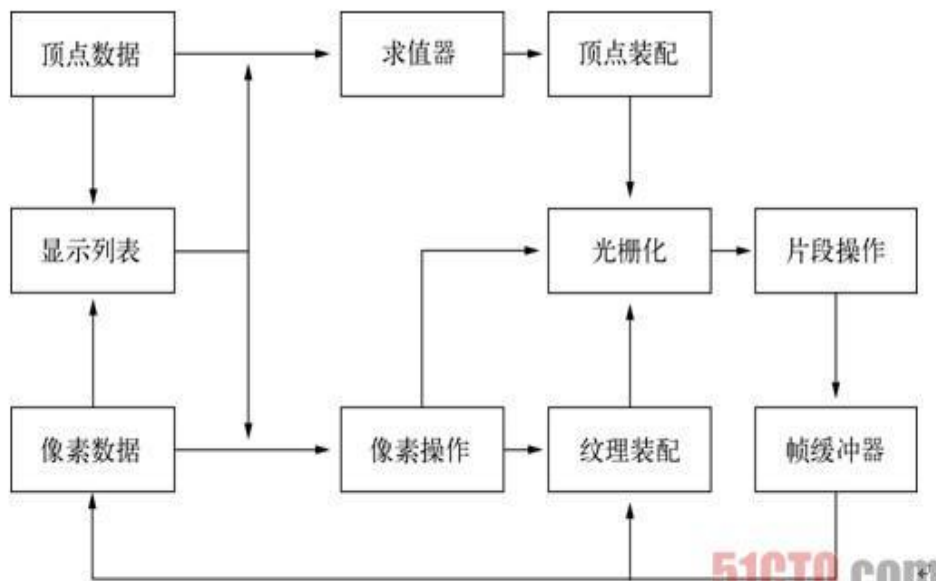 顶点数据
求值器
顶点装配
显示列表
光栅化
片段操作
像素数据
像素操作
纹理装配
帧缓冲器
51CTO.com